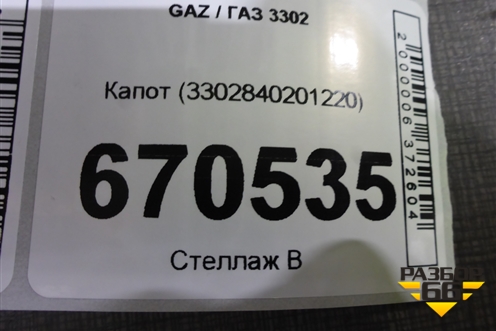 GAZ / ГАЗ 3302
Капот (3302840201220)
670535
Стеллаж В
2000006372604
РАЗБОР
68